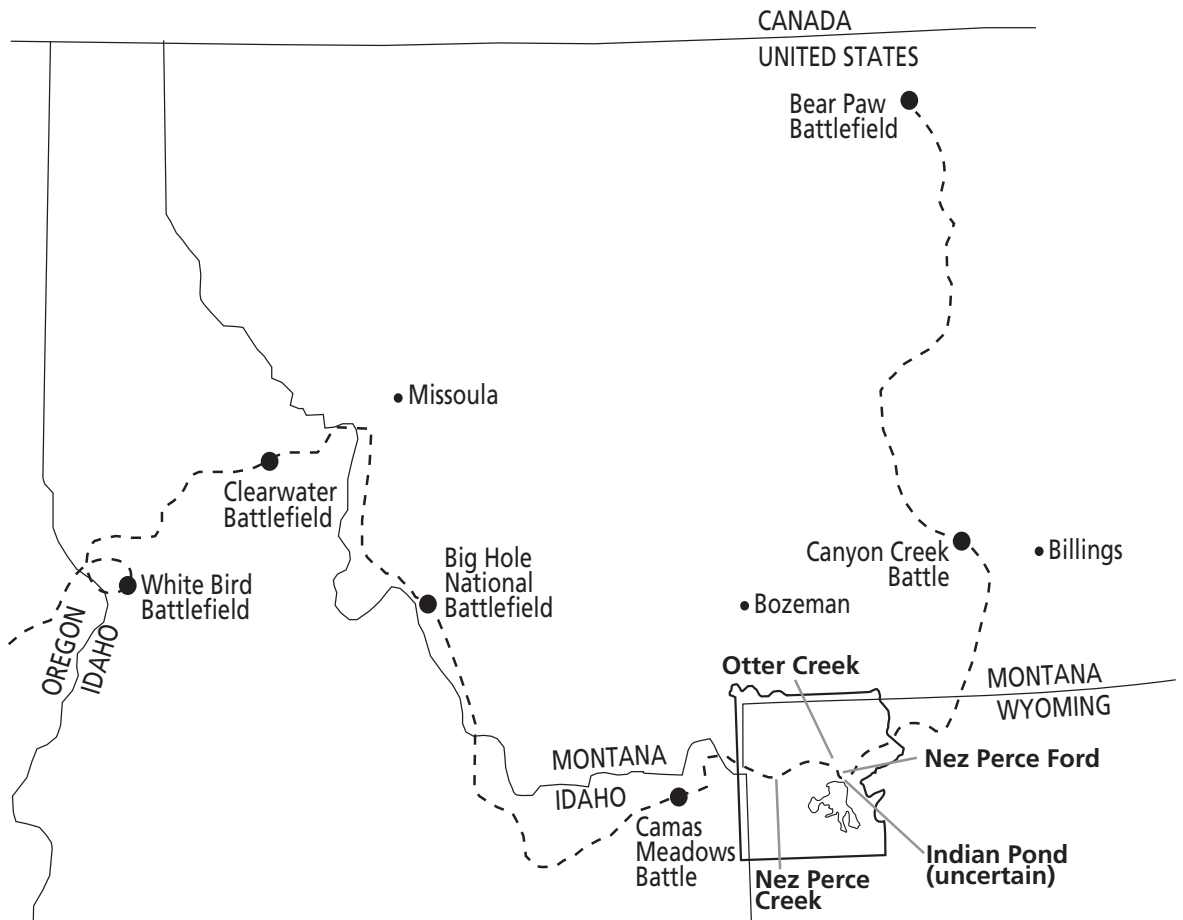 CANADA
UNITED STATES
Bear Paw
Battlefield
Missoula
Clearwater
Battlefield
White Bird
Battlefield
OREGON
IDAHO
Big Hole
National
Battlefield
Canyon Creek
Battle
Billings
Bozeman
Otter Creek
MONTANA
WYOMING
MONTANA
IDAHO
Nez Perce Ford
Camas
Meadows
Battle
Nez Perce
Creek
Indian Pond
(uncertain)